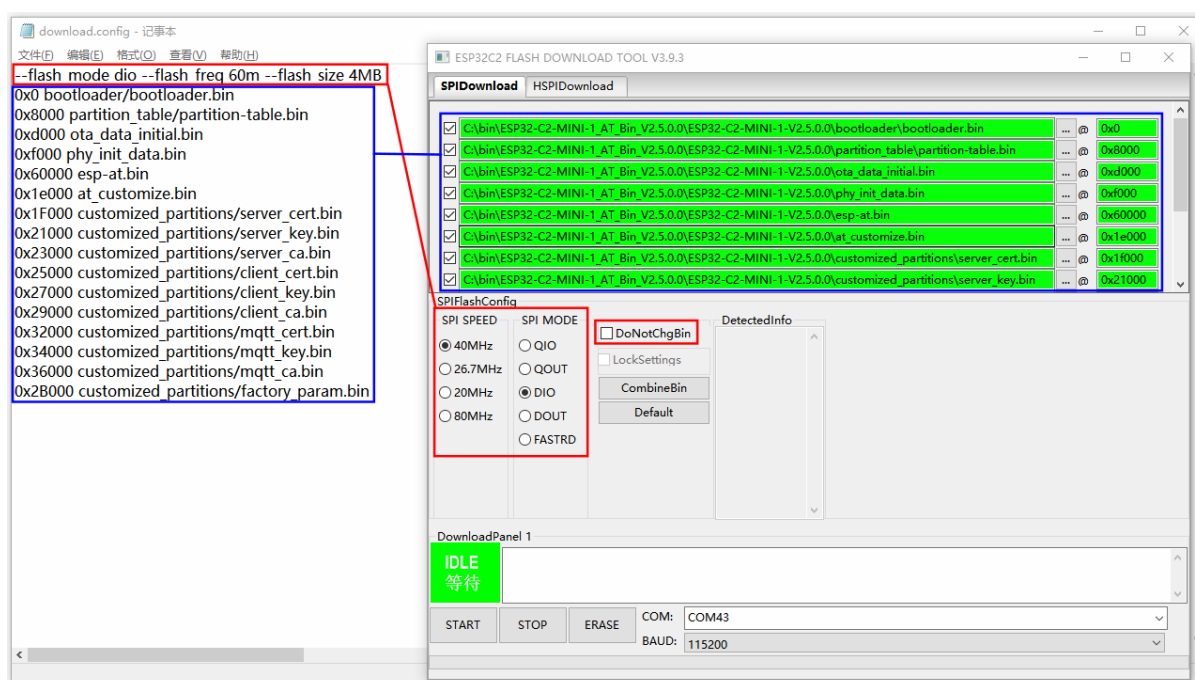 download.config - 记事本
文件(F) 编辑(E) 格式(O) 查看(V) 帮助(H)
--flash_mode dio --flash_freq 60m --flash_size 4MB
0x0 bootloader/bootloader.bin
0x8000 partition_table/partition-table.bin
0xd000 ota_data_initial.bin
0xf000 phy_init_data.bin
0x60000 esp-at.bin
0x1e000 at_customize.bin
0x1F000 customized_partitions/server_cert.bin
0x21000 customized_partitions/server_key.bin
0x23000 customized_partitions/server_ca.bin
0x25000 customized_partitions/client_cert.bin
0x27000 customized_partitions/client_key.bin
0x29000 customized_partitions/client_ca.bin
0x32000 customized_partitions/mqtt_cert.bin
0x34000 customized_partitions/mqtt_key.bin
0x36000 customized_partitions/mqtt_ca.bin
0x2B000 customized_partitions/factory_param.bin
ESP32C2 FLASH DOWNLOAD TOOL V3.9.3
SPIDownload HSPIDownload
C:\bin\ESP32-C2-MINI-1_AT_Bin_V2.5.0.0\ESP32-C2-MINI-1-V2.5.0.0\bootloader\bootloader.bin ... @ 0x0
C:\bin\ESP32-C2-MINI-1_AT_Bin_V2.5.0.0\ESP32-C2-MINI-1-V2.5.0.0\partition_table\partition-table.bin ... @ 0x8000
C:\bin\ESP32-C2-MINI-1_AT_Bin_V2.5.0.0\ESP32-C2-MINI-1-V2.5.0.0\ota_data_initial.bin ... @ 0xd000
C:\bin\ESP32-C2-MINI-1_AT_Bin_V2.5.0.0\ESP32-C2-MINI-1-V2.5.0.0\phy_init_data.bin ... @ 0xf000
C:\bin\ESP32-C2-MINI-1_AT_Bin_V2.5.0.0\ESP32-C2-MINI-1-V2.5.0.0\esp-at.bin ... @ 0x60000
C:\bin\ESP32-C2-MINI-1_AT_Bin_V2.5.0.0\ESP32-C2-MINI-1-V2.5.0.0\at_customize.bin ... @ 0x1e000
C:\bin\ESP32-C2-MINI-1_AT_Bin_V2.5.0.0\ESP32-C2-MINI-1-V2.5.0.0\customized_partitions\server_cert.bin ... @ 0x1f000
C:\bin\ESP32-C2-MINI-1_AT_Bin_V2.5.0.0\ESP32-C2-MINI-1-V2.5.0.0\customized_partitions\server_key.bin ... @ 0x21000
SPIFlashConfig
SPI SPEED SPI MODE DetectedInfo
DoNotChgBin
40MHz QIO
LockSettings
26.7MHz QOUT
CombineBin
20MHz DIO
Default
80MHz DOUT
FASTRD
DownloadPanel 1
IDLE
等待
START STOP ERASE
COM: COM43
BAUD: 115200